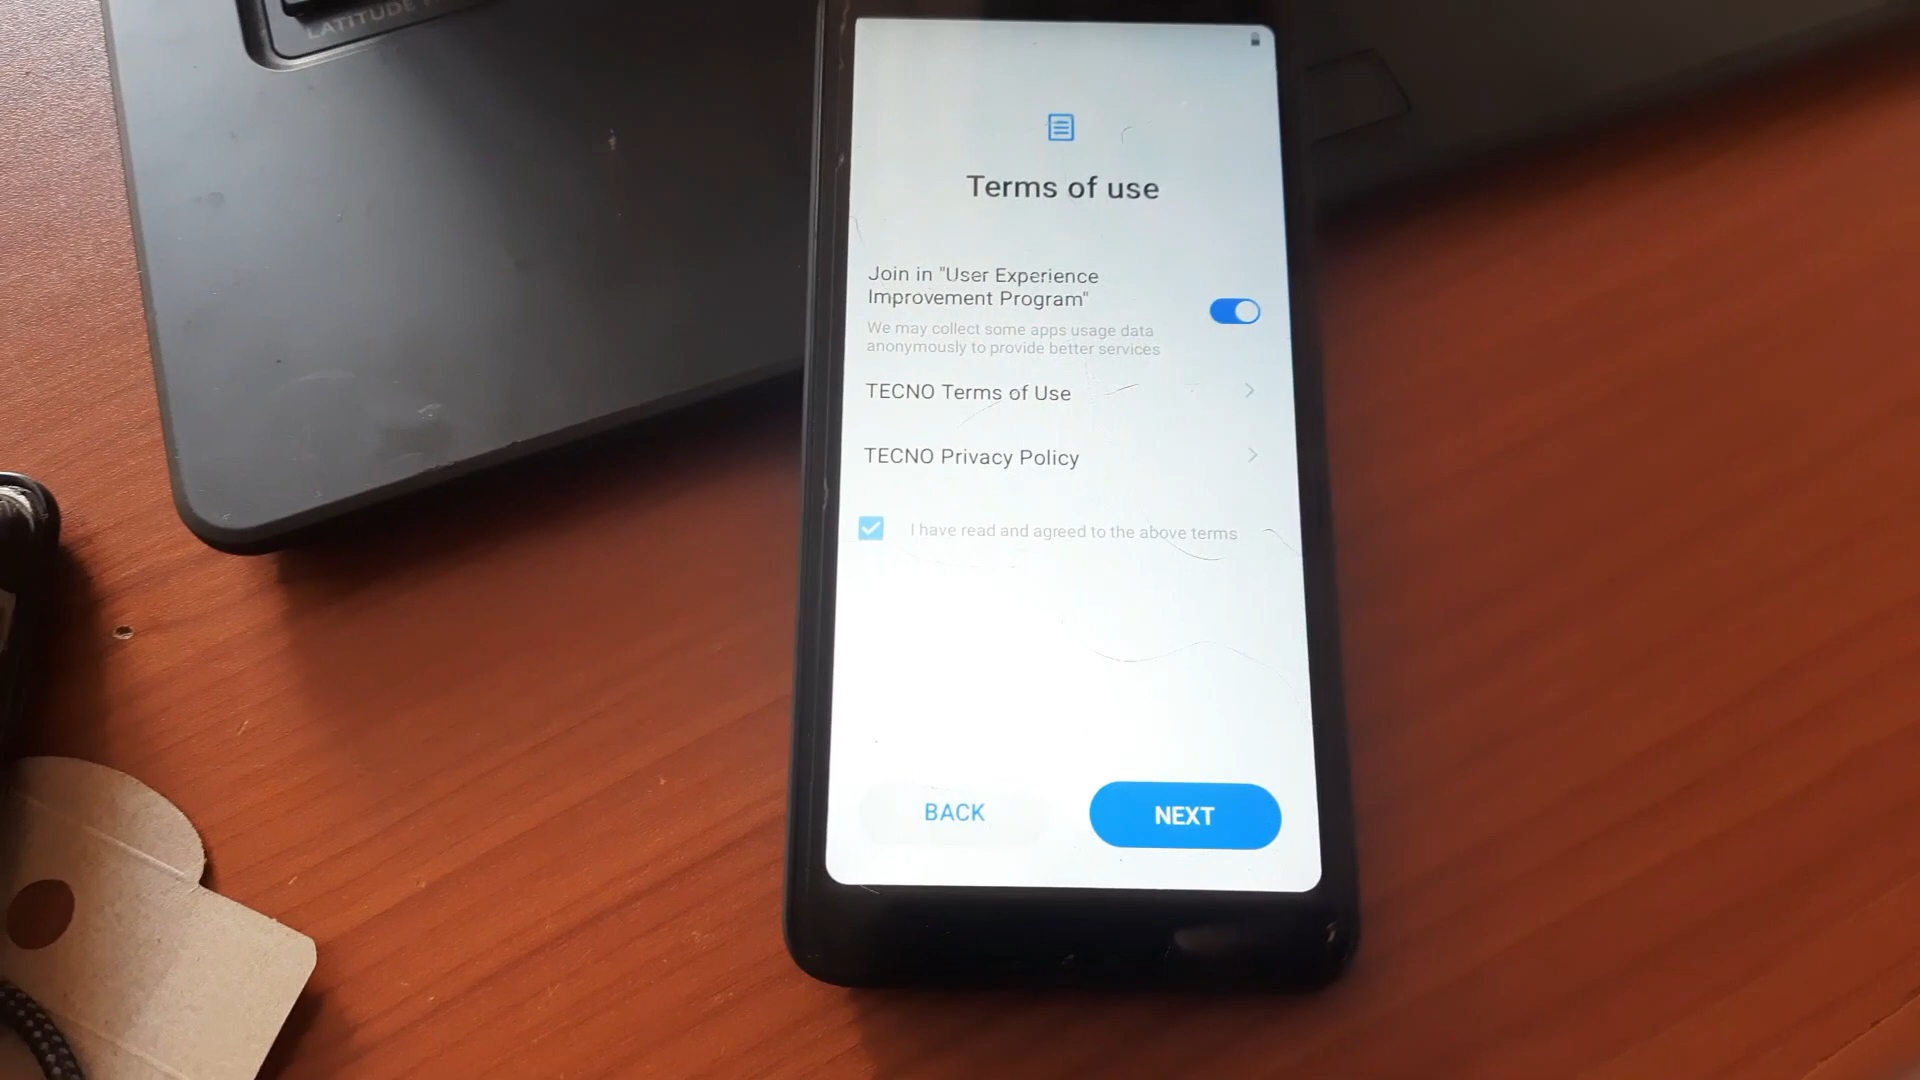 LATITUDE
Terms of use
Join in "User Experience
Improvement Program"
We may collect some apps usage data
anonymously to provide better services
TECNO Terms of Use
TECNO Privacy Policy
I have read and agreed to the above terms
BACK
NEXT